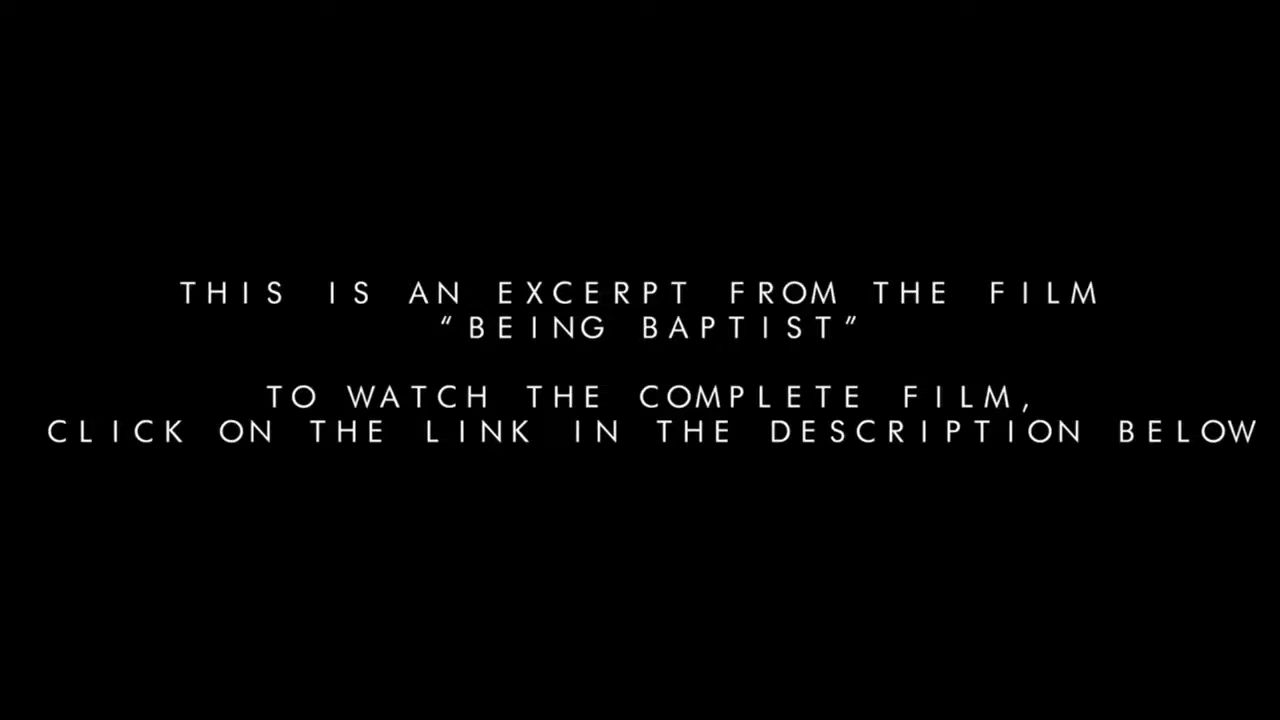 THIS IS AN EXCERPT FROM THE FILM
“BEING BAPTIST”
TO WATCH THE COMPLETE FILM,
CLICK ON THE LINK IN THE DESCRIPTION BELOW